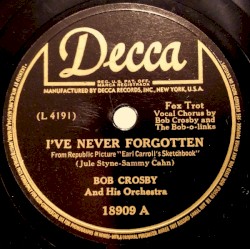 Decca
REG. U.S. PAT. OFF.
MARCA REGISTRADA
MANUFACTURED BY DECCA RECORDS, INC., NEW YORK, U.S.A.
(L 4191)
Fox Trot
Vocal Chorus by
Bob Crosby and
The Bob-o-links
I'VE NEVER FORGOTTEN
From Republic Picture "Earl Carroll's Sketchbook"
(Jule Styne-Sammy Cahn)
BOB CROSBY
And His Orchestra
18909 A